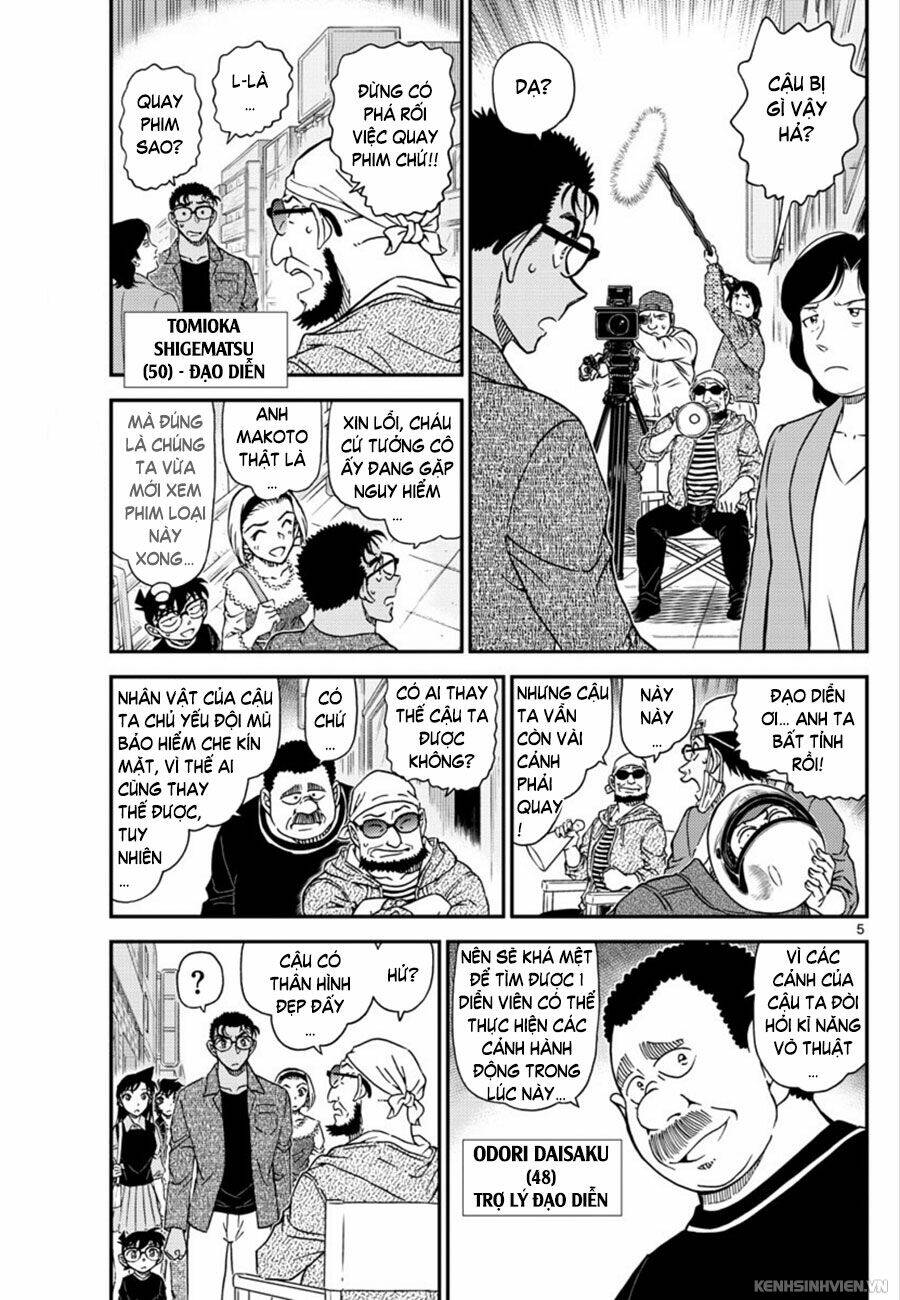 CẬU BỊ
GÌ VẬY
HẢ?
DẠ?
ĐỪNG CÓ
PHÁ RỐI
VIỆC QUAY
PHIM CHỨ!!
L-LÀ
...
QUAY
PHIM
SAO?
TOMIOKA
SHIGEMATSU
(50) - ĐẠO DIỄN
XIN LỖI, CHÁU
CỨ TƯỞNG CÔ
ẤY ĐANG GẶP
NGUY HIỂM
...
ANH
MAKOTO
THẬT LÀ
...
MÀ ĐÚNG
LÀ CHÚNG
TA VỪA
MỚI XEM
PHIM LOẠI
NÀY
XONG...
ĐẠO DIỄN
ƠI... ANH TA
BẤT TỈNH
RỒI!
NÀY
NÀY
...
NHƯNG CẬU
TA VẪN
CÒN VÀI
CẢNH
PHẢI
QUAY
!
CÓ AI THAY
THẾ CẬU TA
ĐƯỢC
KHÔNG?
CÓ
CHỨ
...
NHÂN VẬT CỦA CẬU
TA CHỦ YẾU ĐỘI MŨ
BẢO HIỂM CHE KÍN
MẶT, VÌ THẾ AI
CŨNG THAY
THẾ ĐƯỢC,
TUY
NHIÊN
...
5
VÌ CÁC
CẢNH CỦA
CẬU TA ĐÒI
HỎI KĨ NĂNG
VÕ THUẬT
...
NÊN SẼ KHÁ MỆT
ĐỂ TÌM ĐƯỢC 1
DIỄN VIÊN CÓ THỂ
THỰC HIỆN CÁC
CẢNH HÀNH
ĐỘNG TRONG
LÚC NÀY...
ODORI DAISAKU
(48)
TRỢ LÝ ĐẠO DIỄN
HỬ?
CẬU CÓ
THÂN HÌNH
ĐẸP ĐẤY
...
?
KENHSINHVIEN.VN